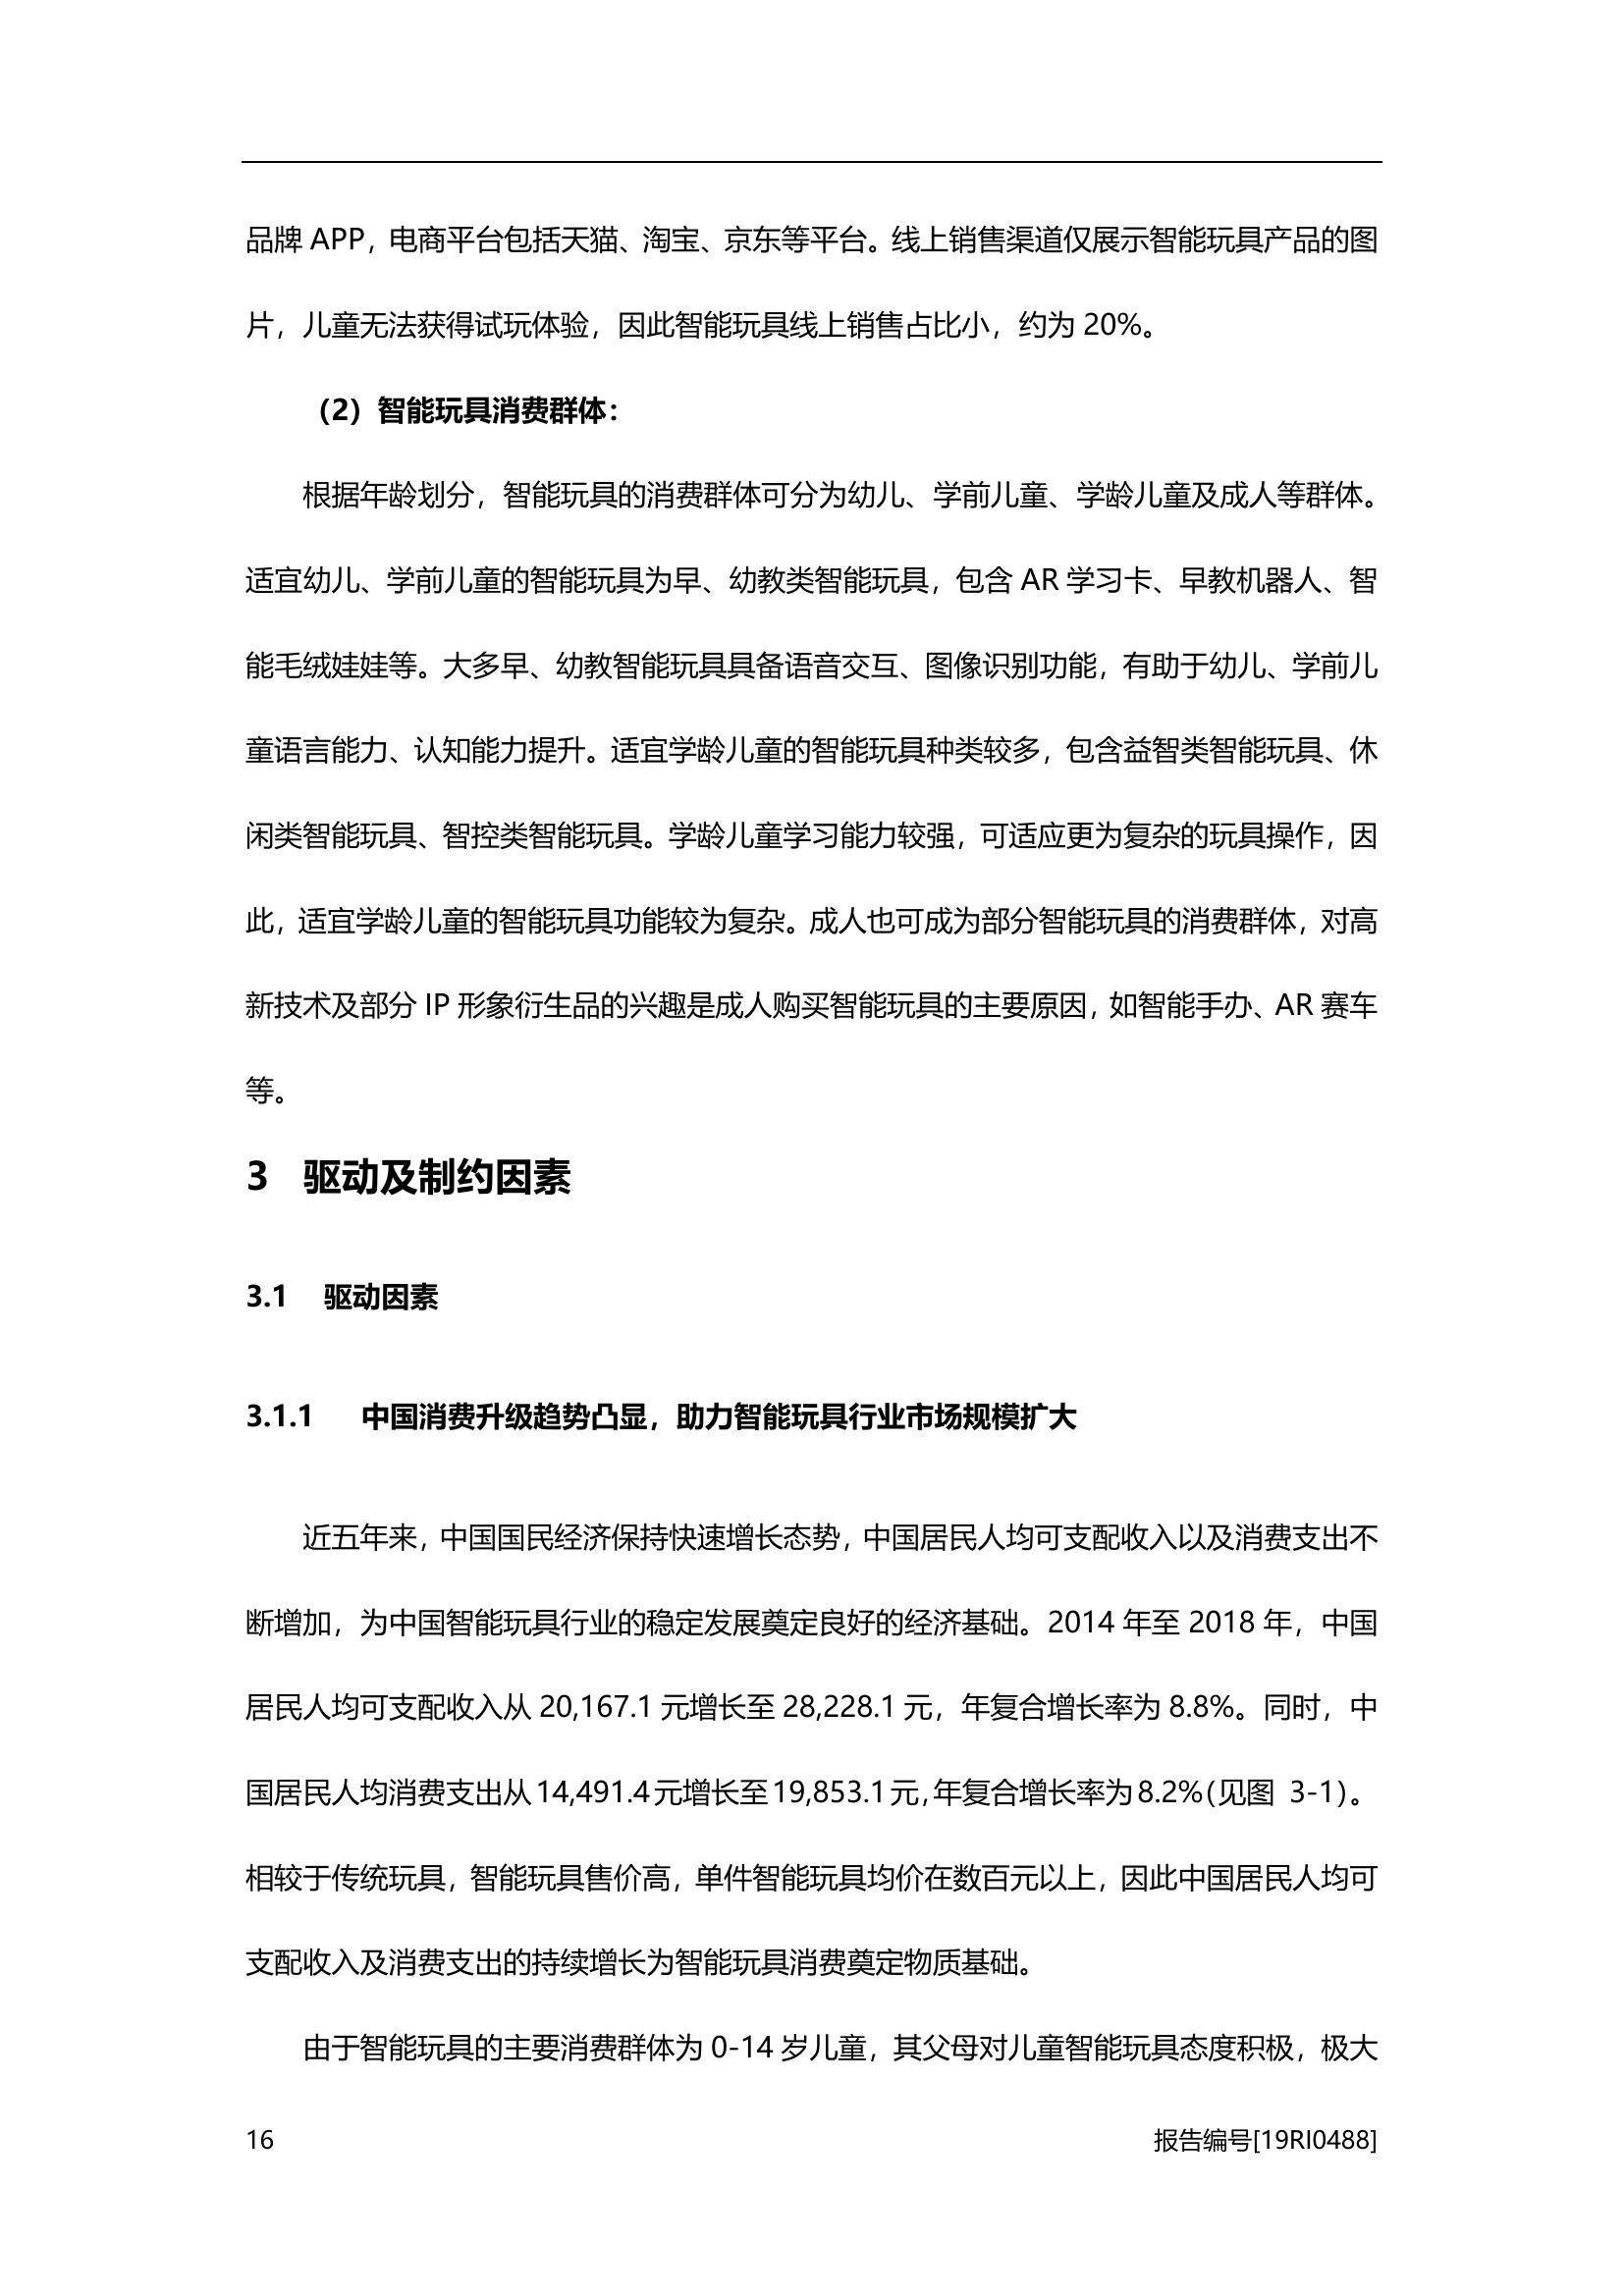 品牌 APP，电商平台包括天猫、淘宝、京东等平台。线上销售渠道仅展示智能玩具产品的图
片，儿童无法获得试玩体验，因此智能玩具线上销售占比小，约为 20%。
（2）智能玩具消费群体：
根据年龄划分，智能玩具的消费群体可分为幼儿、学前儿童、学龄儿童及成人等群体。
适宜幼儿、学前儿童的智能玩具为早、幼教类智能玩具，包含 AR 学习卡、早教机器人、智
能毛绒娃娃等。大多早、幼教智能玩具具备语音交互、图像识别功能，有助于幼儿、学前儿
童语言能力、认知能力提升。适宜学龄儿童的智能玩具种类较多，包含益智类智能玩具、休
闲类智能玩具、智控类智能玩具。学龄儿童学习能力较强，可适应更为复杂的玩具操作，因
此，适宜学龄儿童的智能玩具功能较为复杂。成人也可成为部分智能玩具的消费群体，对高
新技术及部分 IP 形象衍生品的兴趣是成人购买智能玩具的主要原因，如智能手办、AR 赛车
等。
3 驱动及制约因素
3.1 驱动因素
3.1.1 中国消费升级趋势凸显，助力智能玩具行业市场规模扩大
近五年来，中国国民经济保持快速增长态势，中国居民人均可支配收入以及消费支出不
断增加，为中国智能玩具行业的稳定发展奠定良好的经济基础。2014 年至 2018 年，中国
居民人均可支配收入从 20,167.1 元增长至 28,228.1 元，年复合增长率为 8.8%。同时，中
国居民人均消费支出从 14,491.4 元增长至 19,853.1 元，年复合增长率为 8.2%（见图 3-1）。
相较于传统玩具，智能玩具售价高，单件智能玩具均价在数百元以上，因此中国居民人均可
支配收入及消费支出的持续增长为智能玩具消费奠定物质基础。
由于智能玩具的主要消费群体为 0-14 岁儿童，其父母对儿童智能玩具态度积极，极大
16 报告编号[19RI0488]